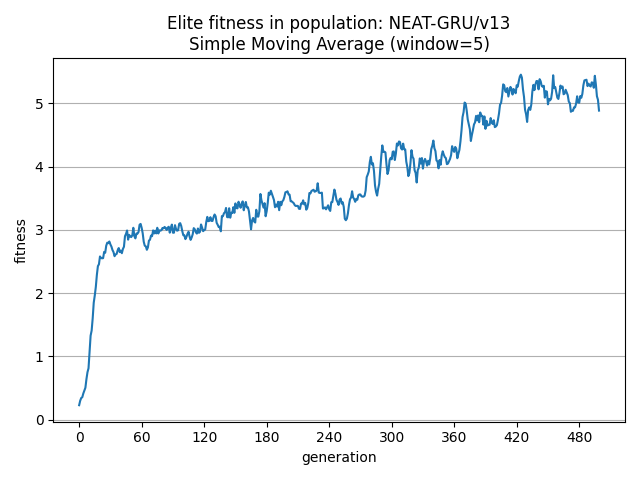 Elite fitness in population: NEAT-GRU/v13
Simple Moving Average (window=5)
fitness
5
4
3
2
1
0
0 60 120 180 240 300 360 420 480
generation